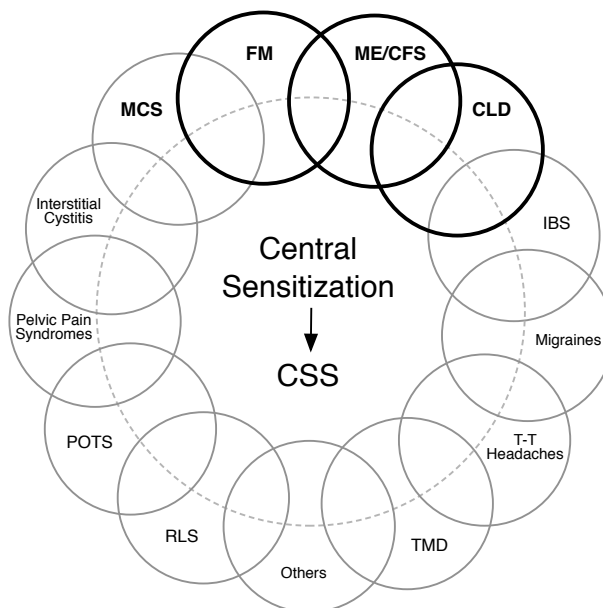 FM
ME/CFS
MCS
CLD
Interstitial
Cystitis
IBS
Central
Sensitization
CSS
Pelvic Pain
Syndromes
Migraines
POTS
T-T
Headaches
RLS
TMD
Others